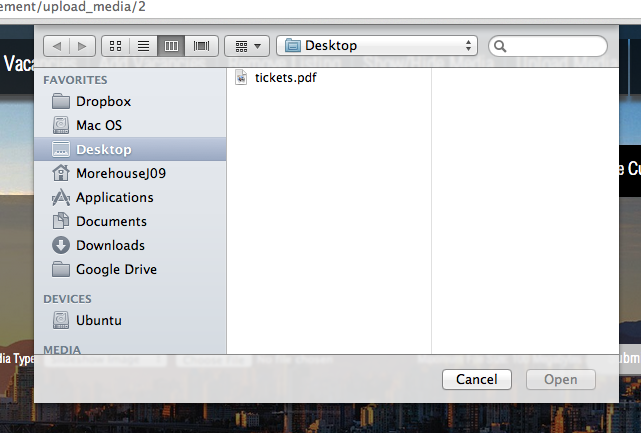 ement/upload_media/2
Desktop
Vaca
FAVORITES
tickets.pdf
Dropbox
Mac OS
Desktop
MorehouseJ09
Applications
e Cu
Documents
Downloads
Google Drive
DEVICES
Ubuntu
MEDIA
dia Type
ubm
Cancel
Open